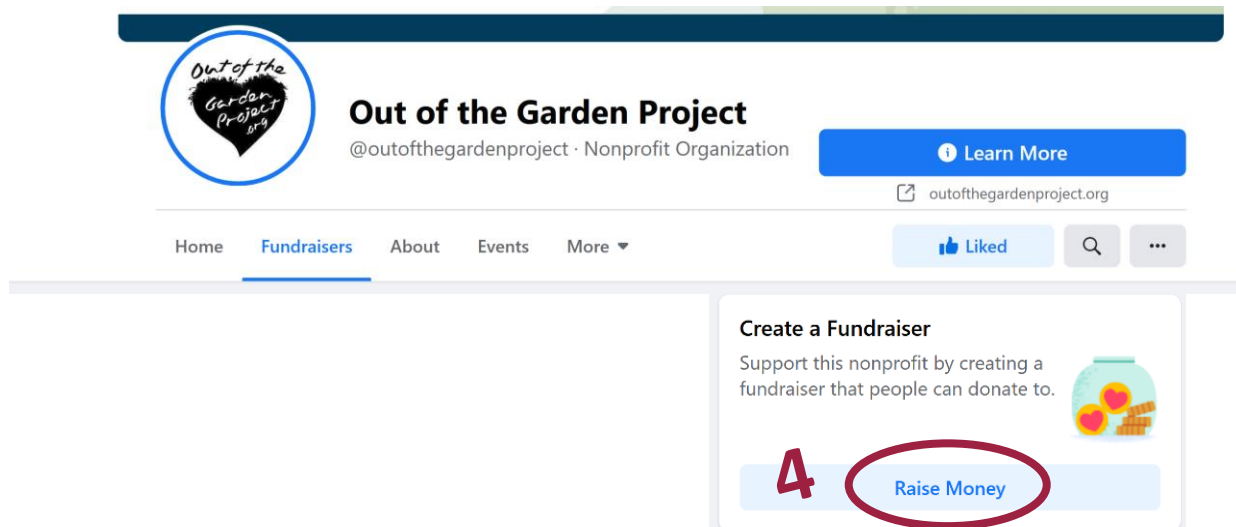 Out of the
Garden
Project
org
Out of the Garden Project
@outofthegardenproject · Nonprofit Organization
Learn More
outofthegardenproject.org
Home Fundraisers About Events More
Liked
Create a Fundraiser
Support this nonprofit by creating a
fundraiser that people can donate to.
4 Raise Money